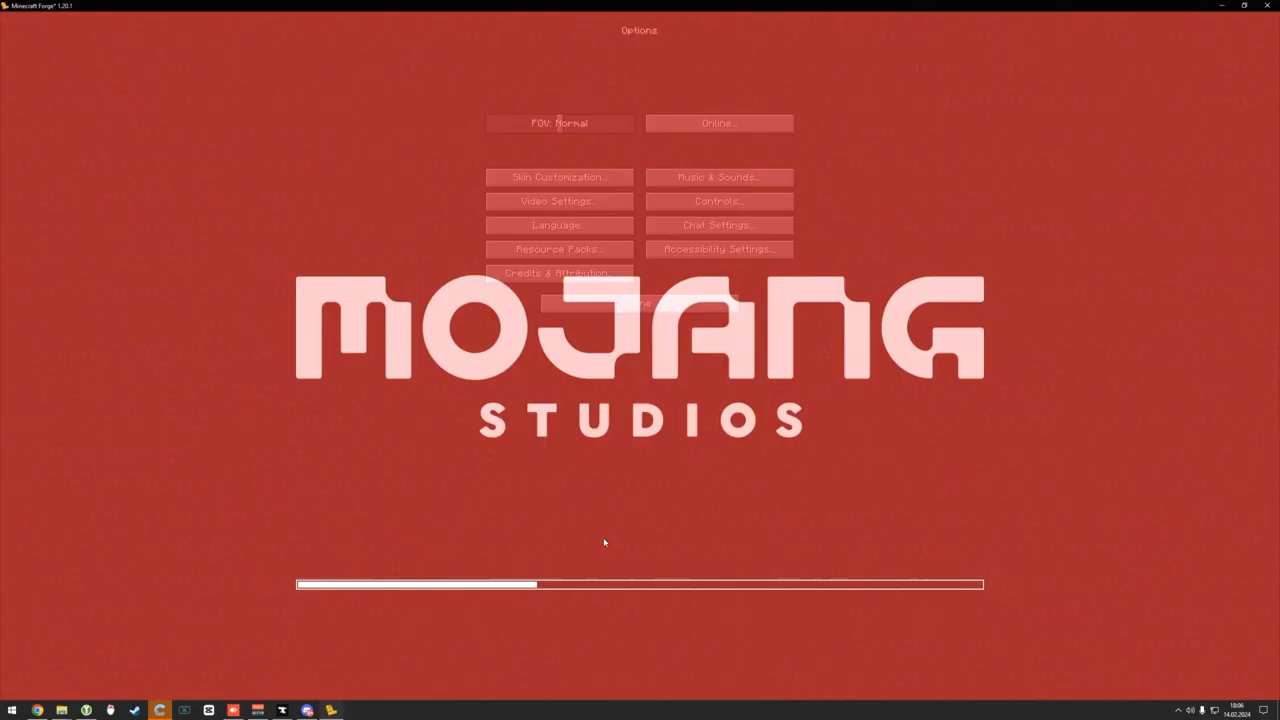 Minecraft Forge* 1.20.1
Options
FOV: Normal
Online...
Skin Customization...
Music & Sounds...
Video Settings...
Controls...
Language...
Chat Settings...
Resource Packs...
Accessibility Settings...
Credits & Attribution...
MOJANG
STUDIOS
18:06
14.02.2024